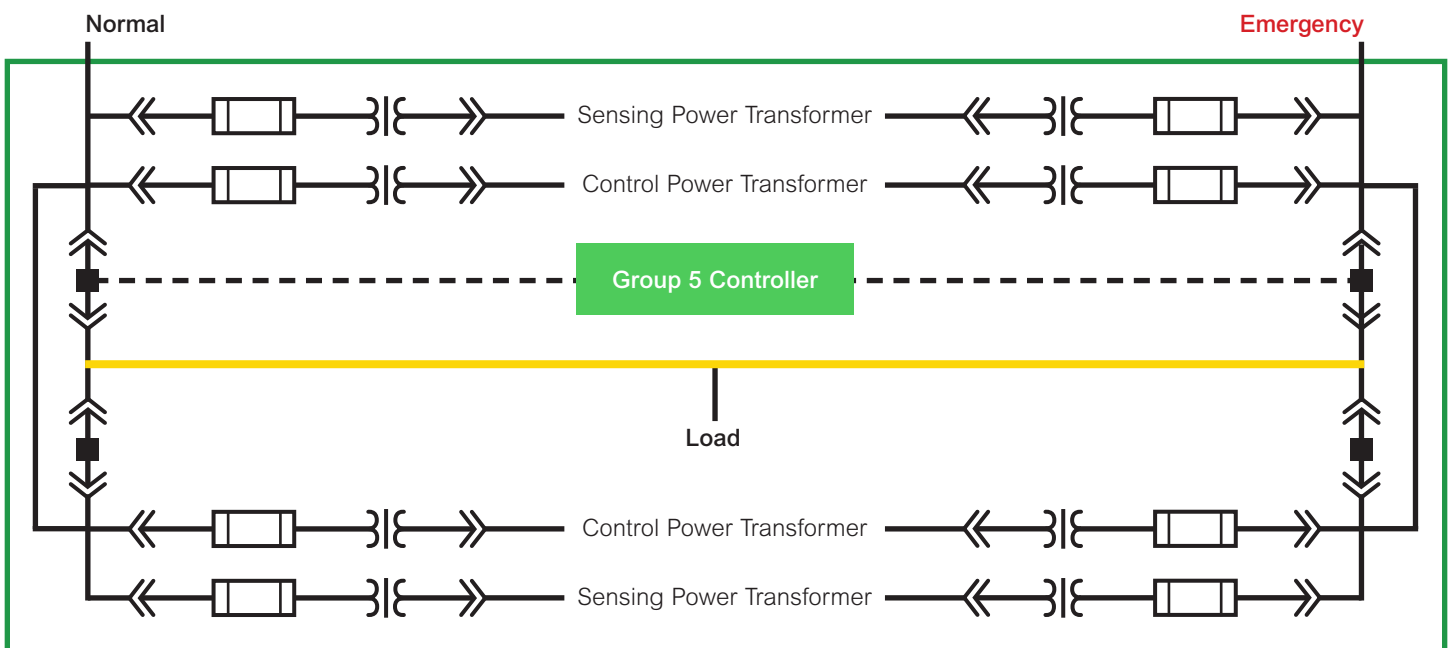 Normal
Emergency
Sensing Power Transformer
Control Power Transformer
Group 5 Controller
Load
Control Power Transformer
Sensing Power Transformer